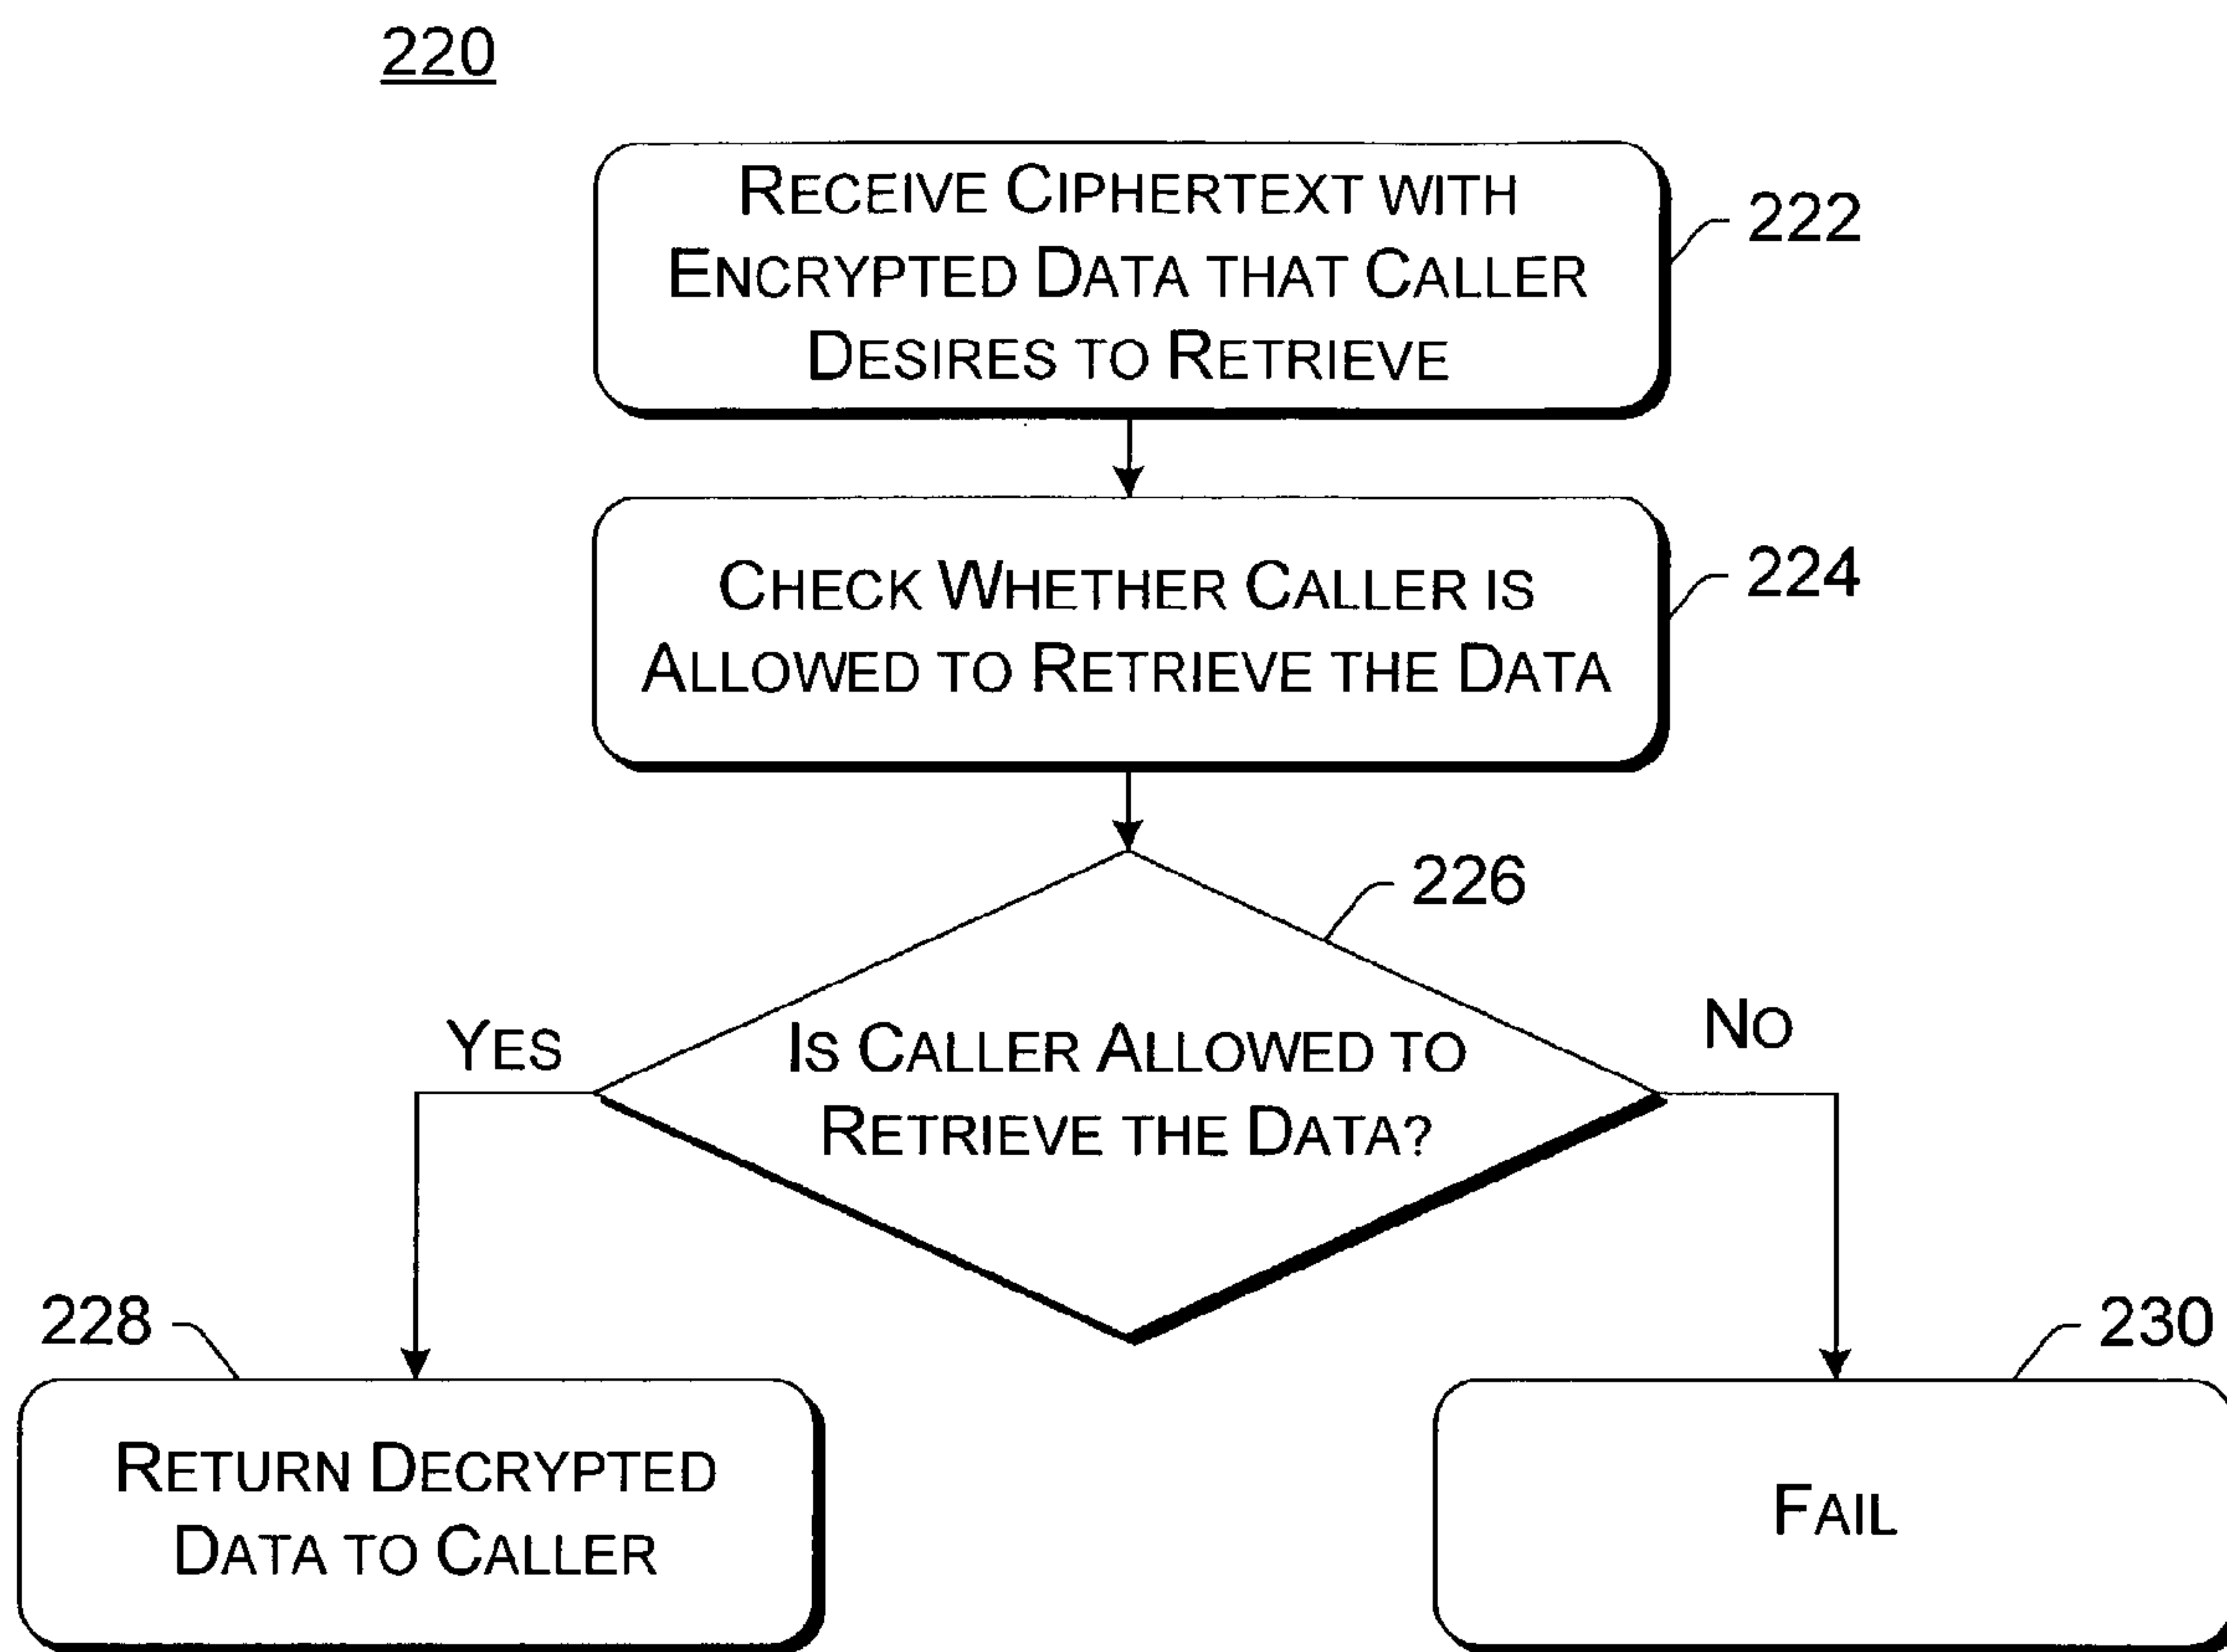 220
RECEIVE CIPHERTEXT WITH
ENCRYPTED DATA THAT CALLER
DESIRES TO RETRIEVE
222
CHECK WHETHER CALLER IS
ALLOWED TO RETRIEVE THE DATA
224
226
YES
IS CALLER ALLOWED TO
RETRIEVE THE DATA?
NO
228
230
RETURN DECRYPTED
DATA TO CALLER
FAIL